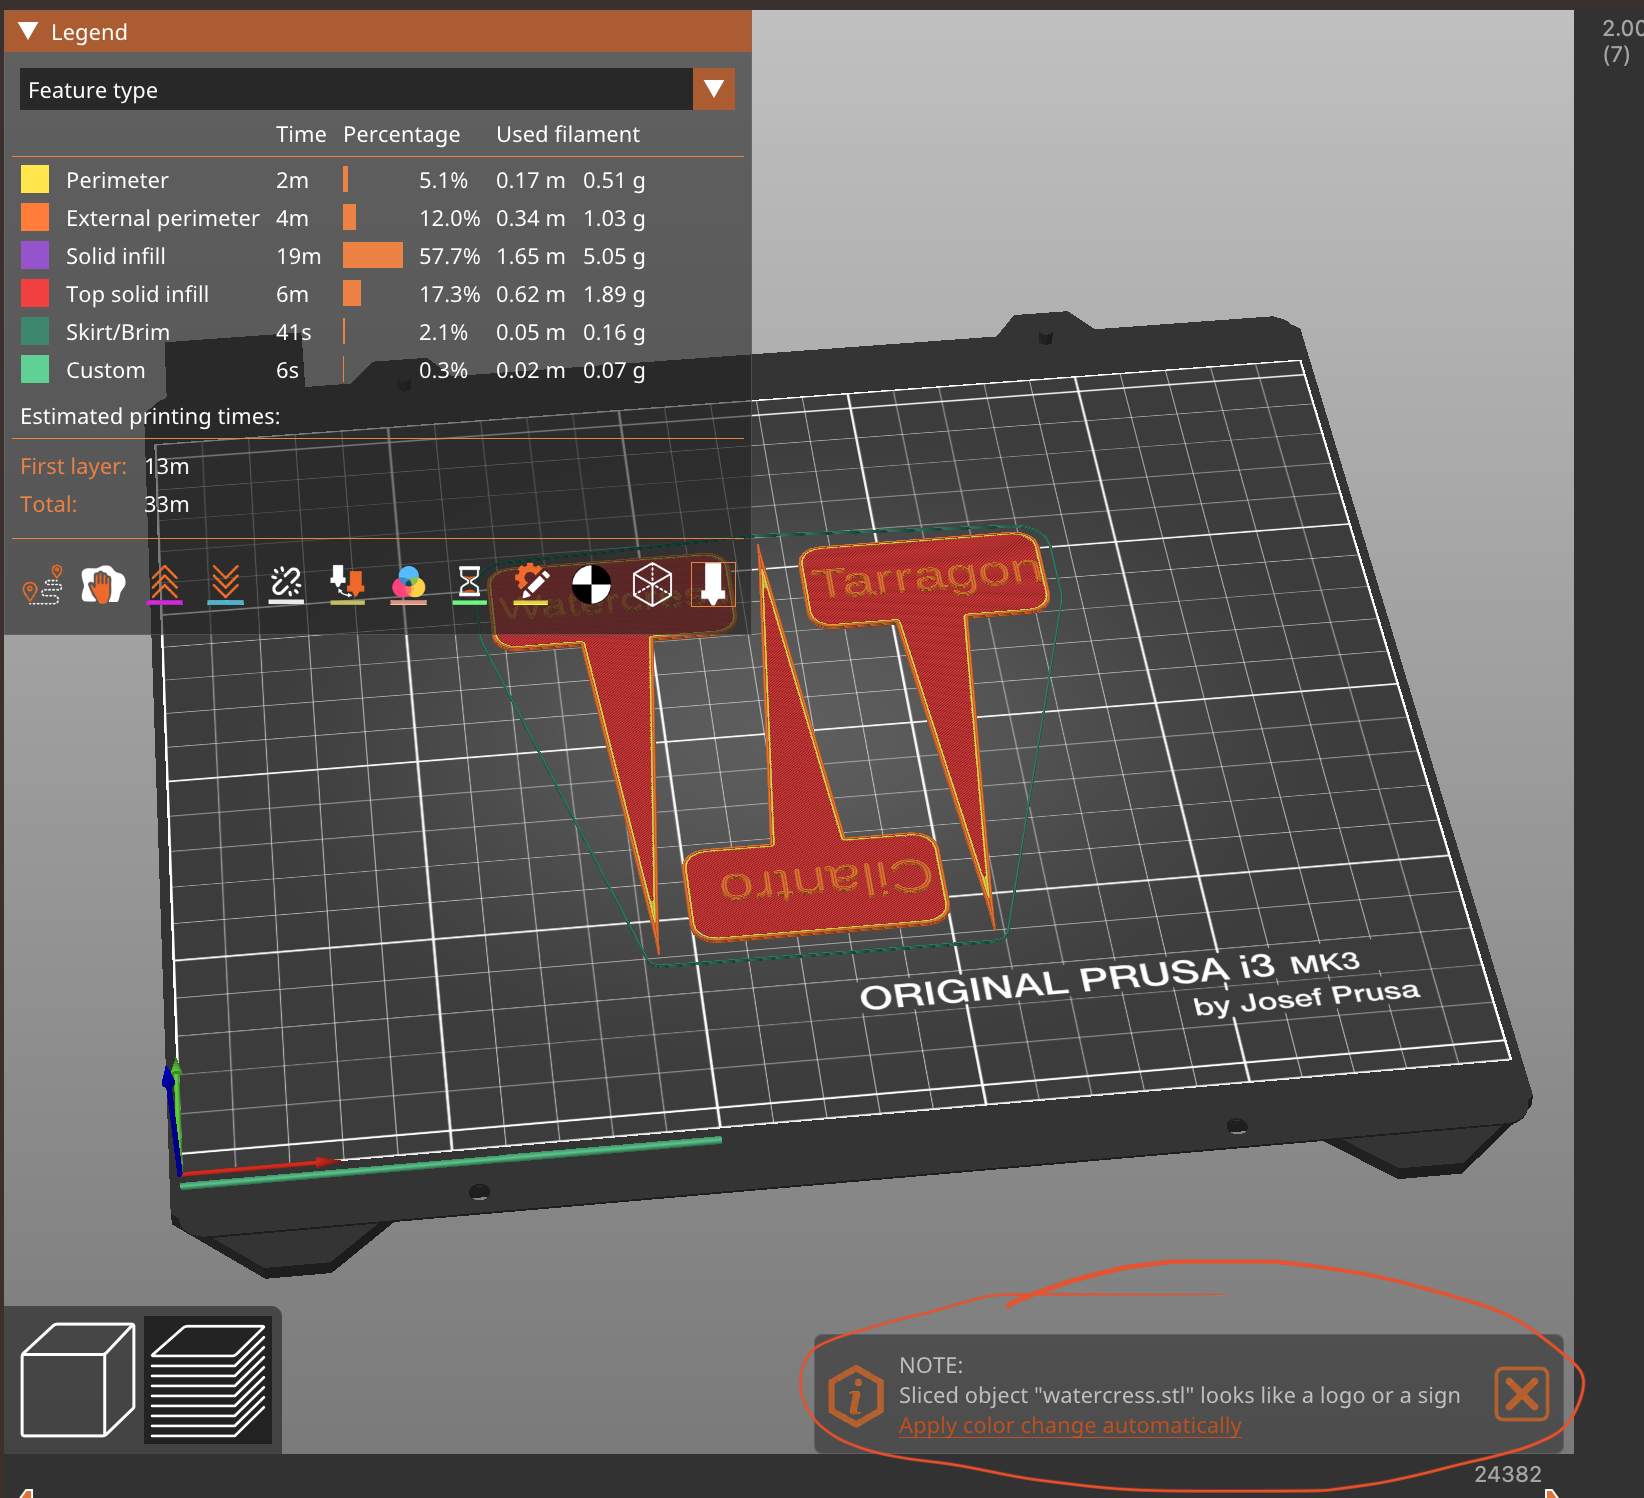 Legend
2.00
(7)
Feature type
Time Percentage Used filament
Perimeter 2m 5.1% 0.17 m 0.51 g
External perimeter 4m 12.0% 0.34 m 1.03 g
Solid infill 19m 57.7% 1.65 m 5.05 g
Top solid infill 6m 17.3% 0.62 m 1.89 g
Skirt/Brim 41s 2.1% 0.05 m 0.16 g
Custom 6s 0.3% 0.02 m 0.07 g
Estimated printing times:
First layer: 13m
Total: 33m
Watercress
Tarragon
Cilantro
ORIGINAL PRUSA i3 MK3
by Josef Prusa
NOTE:
Sliced object "watercress.stl" looks like a logo or a sign
Apply color change automatically
24382